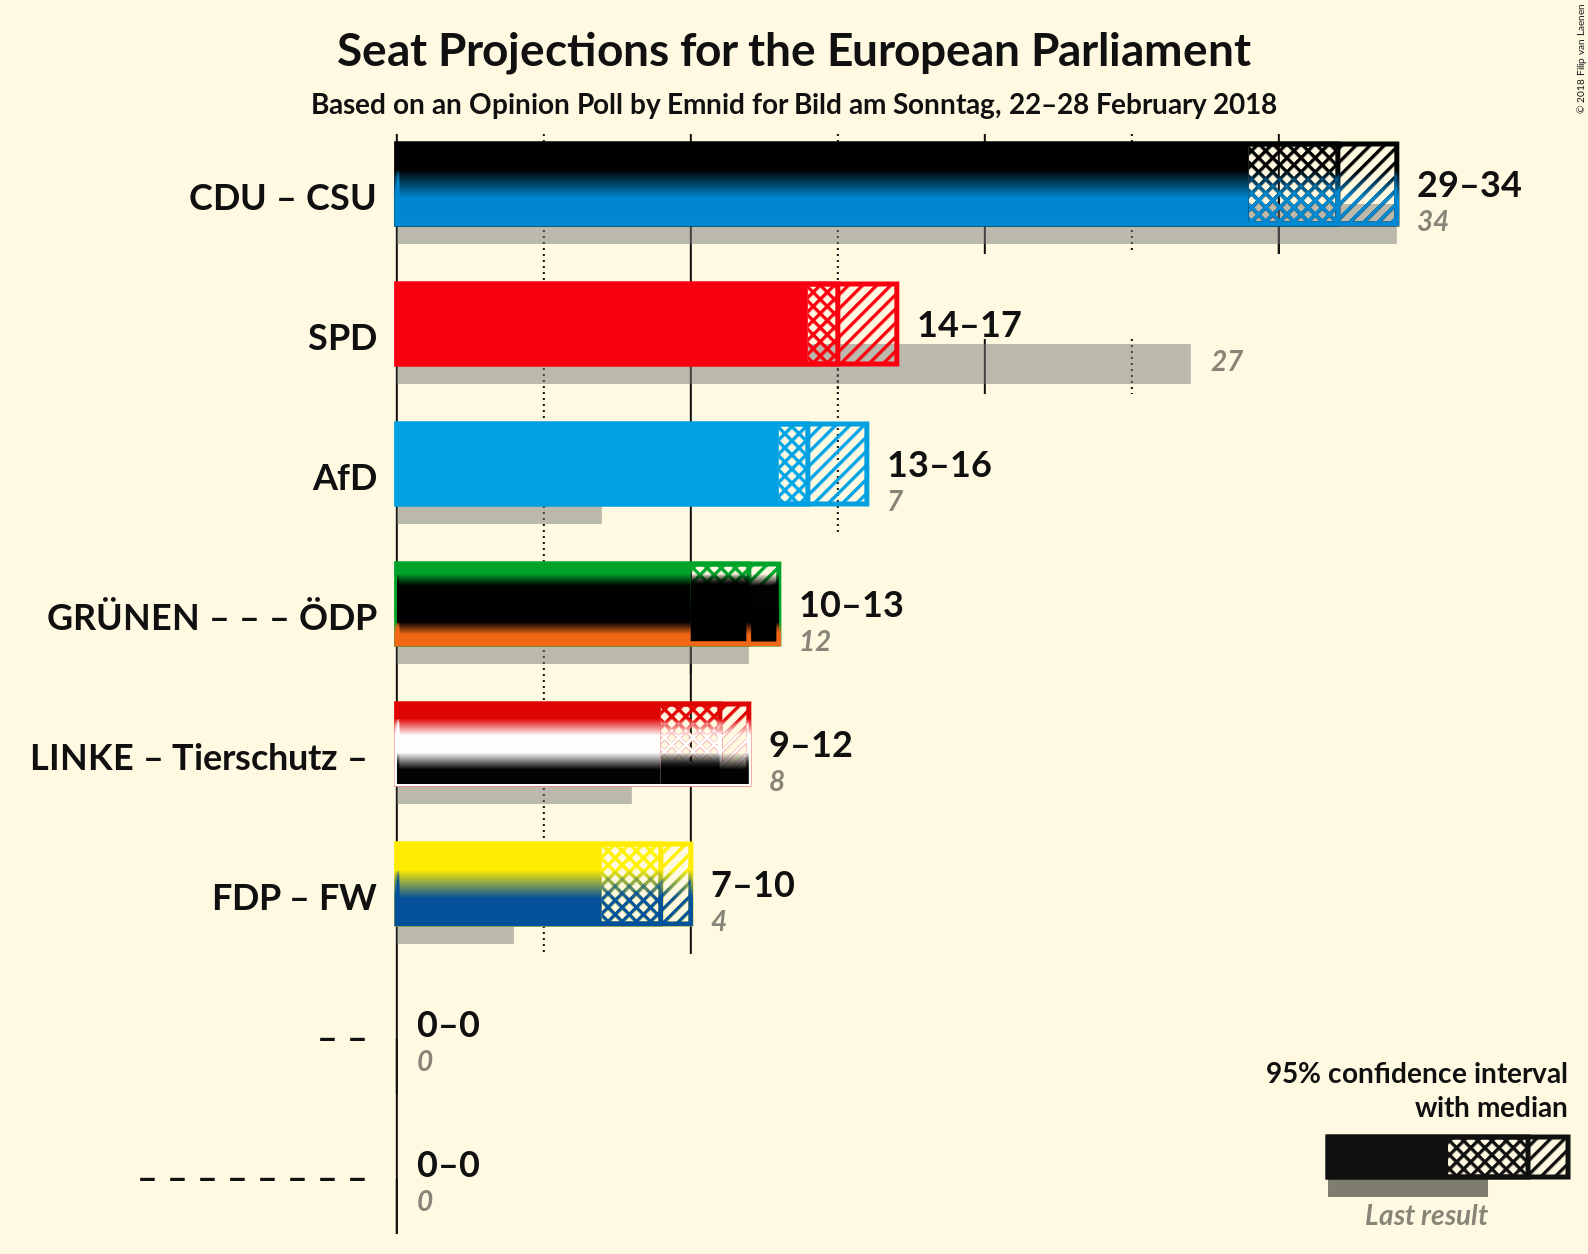 Seat Projections for the European Parliament
Based on an Opinion Poll by Emnid for Bild am Sonntag, 22–28 February 2018
© 2018 Filip van Laenen
CDU – CSU
29–34
34
SPD
14–17
27
AfD
13–16
7
GRÜNEN – – – ÖDP
10–13
12
LINKE – Tierschutz –
9–12
8
FDP – FW
7–10
4
– –
0–0
0
– – – – – – – –
0–0
0
95% confidence interval
with median
Last result